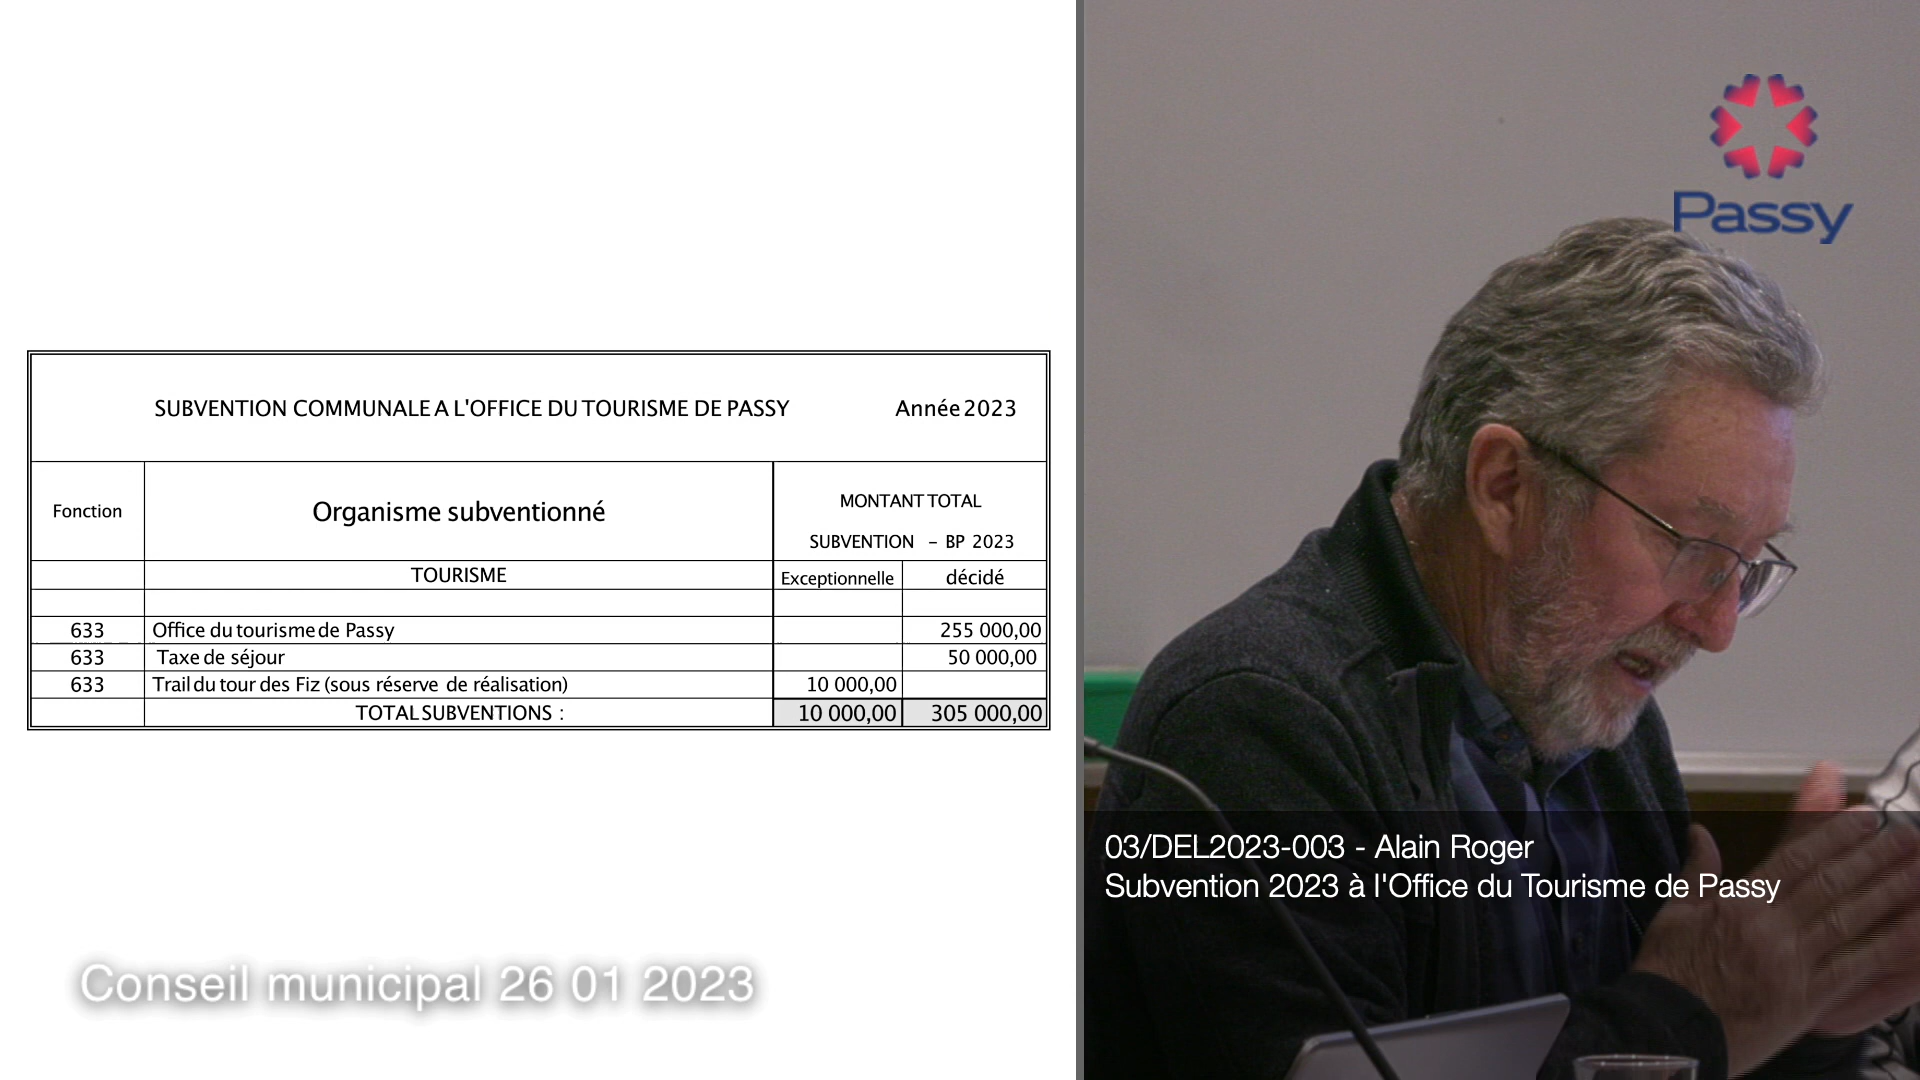 SUBVENTION COMMUNALE A L'OFFICE DU TOURISME DE PASSY Année 2023
Fonction Organisme subventionné MONTANT TOTAL
SUBVENTION - BP 2023
TOURISME Exceptionnelle décidé
633 Office du tourisme de Passy 255 000,00
633 Taxe de séjour 50 000,00
633 Trail du tour des Fiz (sous réserve de réalisation) 10 000,00
TOTAL SUBVENTIONS : 10 000,00 305 000,00
Conseil municipal 26 01 2023
Passy
03/DEL2023-003 - Alain Roger
Subvention 2023 à l'Office du Tourisme de Passy